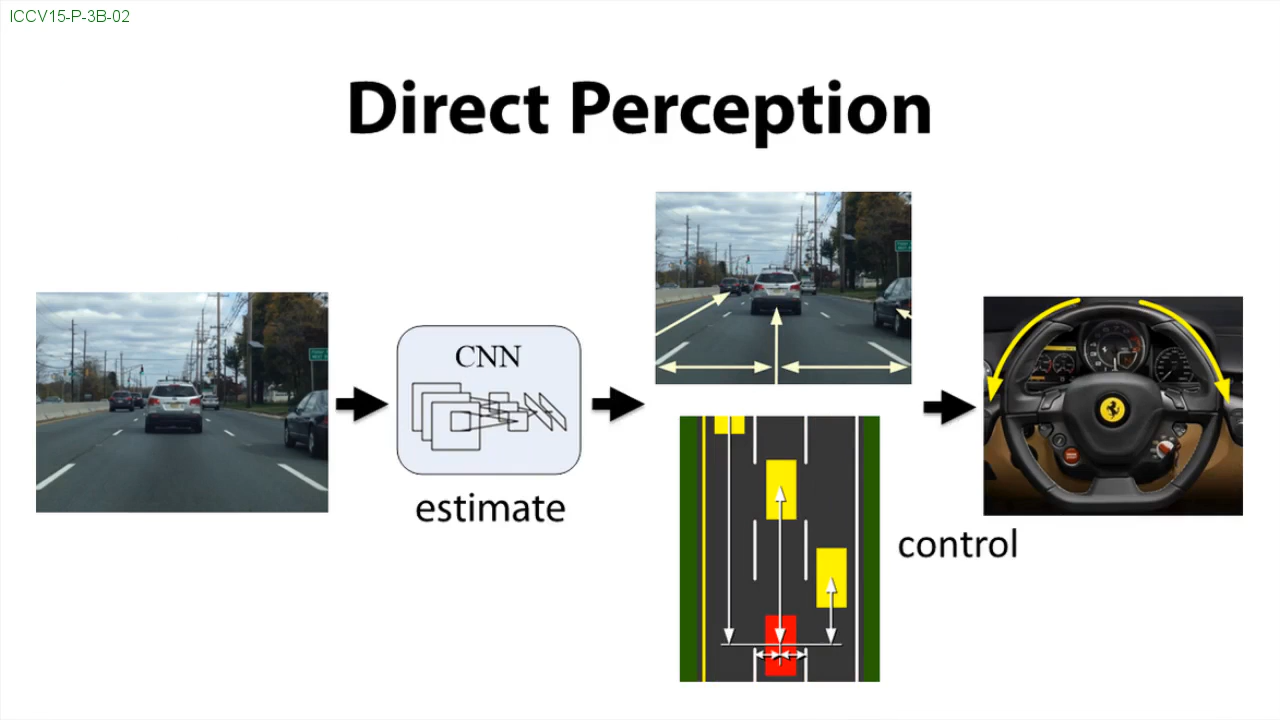 ICCV15-P-3B-02
Direct Perception
CNN
estimate
control